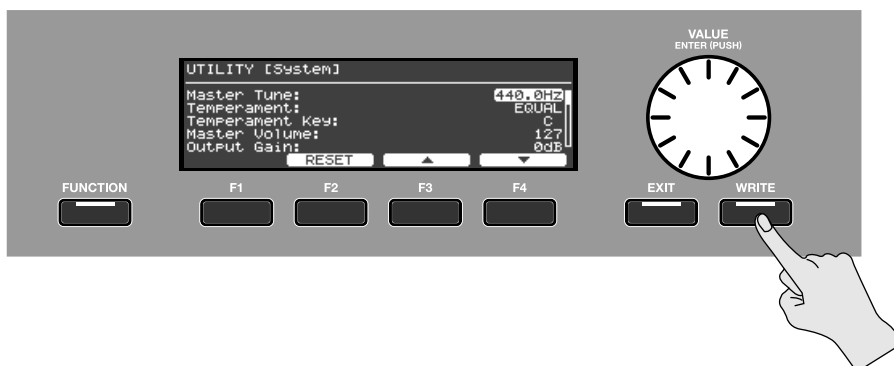 VALUE
ENTER (PUSH)
UTILITY [System]
Master Tune: 440.0Hz
Temperament: EQUAL
Temperament Key: C
Master Volume: 127
Output Gain: 0dB
RESET ▲ ▼
FUNCTION F1 F2 F3 F4 EXIT WRITE